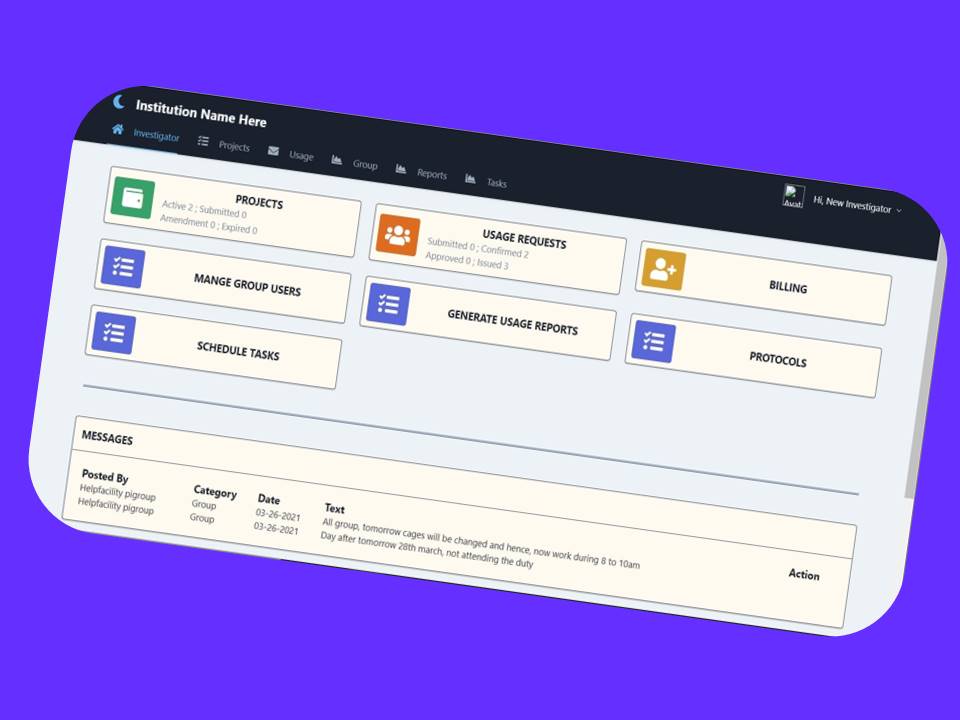 Institution Name Here
Investigator Projects Usage Group Reports Tasks
Hi, New Investigator
PROJECTS
Active 2 ; Submitted 0
Amendment 0 ; Expired 0
USAGE REQUESTS
Submitted 0 ; Confirmed 2
Approved 0 ; Issued 3
BILLING
MANGE GROUP USERS
GENERATE USAGE REPORTS
PROTOCOLS
SCHEDULE TASKS
MESSAGES
Posted By Category Date Text Action
Helpfacility pigroup Group 03-26-2021 All group, tomorrow cages will be changed and hence, now work during 8 to 10am
Helpfacility pigroup Group 03-26-2021 Day after tomorrow 28th march, not attending the duty